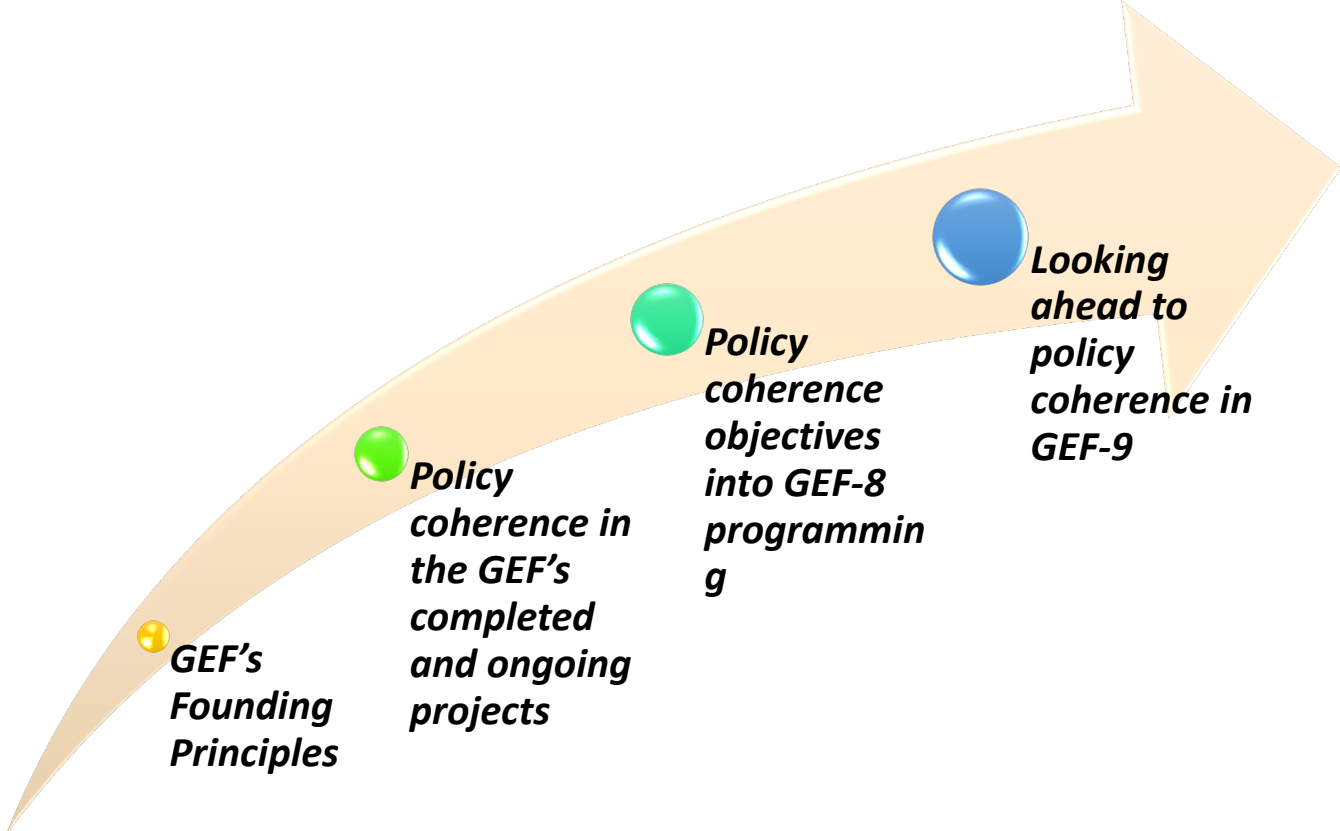 GEF’s
Founding
Principles
Policy
coherence in
the GEF’s
completed
and ongoing
projects
Policy
coherence
objectives
into GEF-8
programmin
g
Looking
ahead to
policy
coherence in
GEF-9